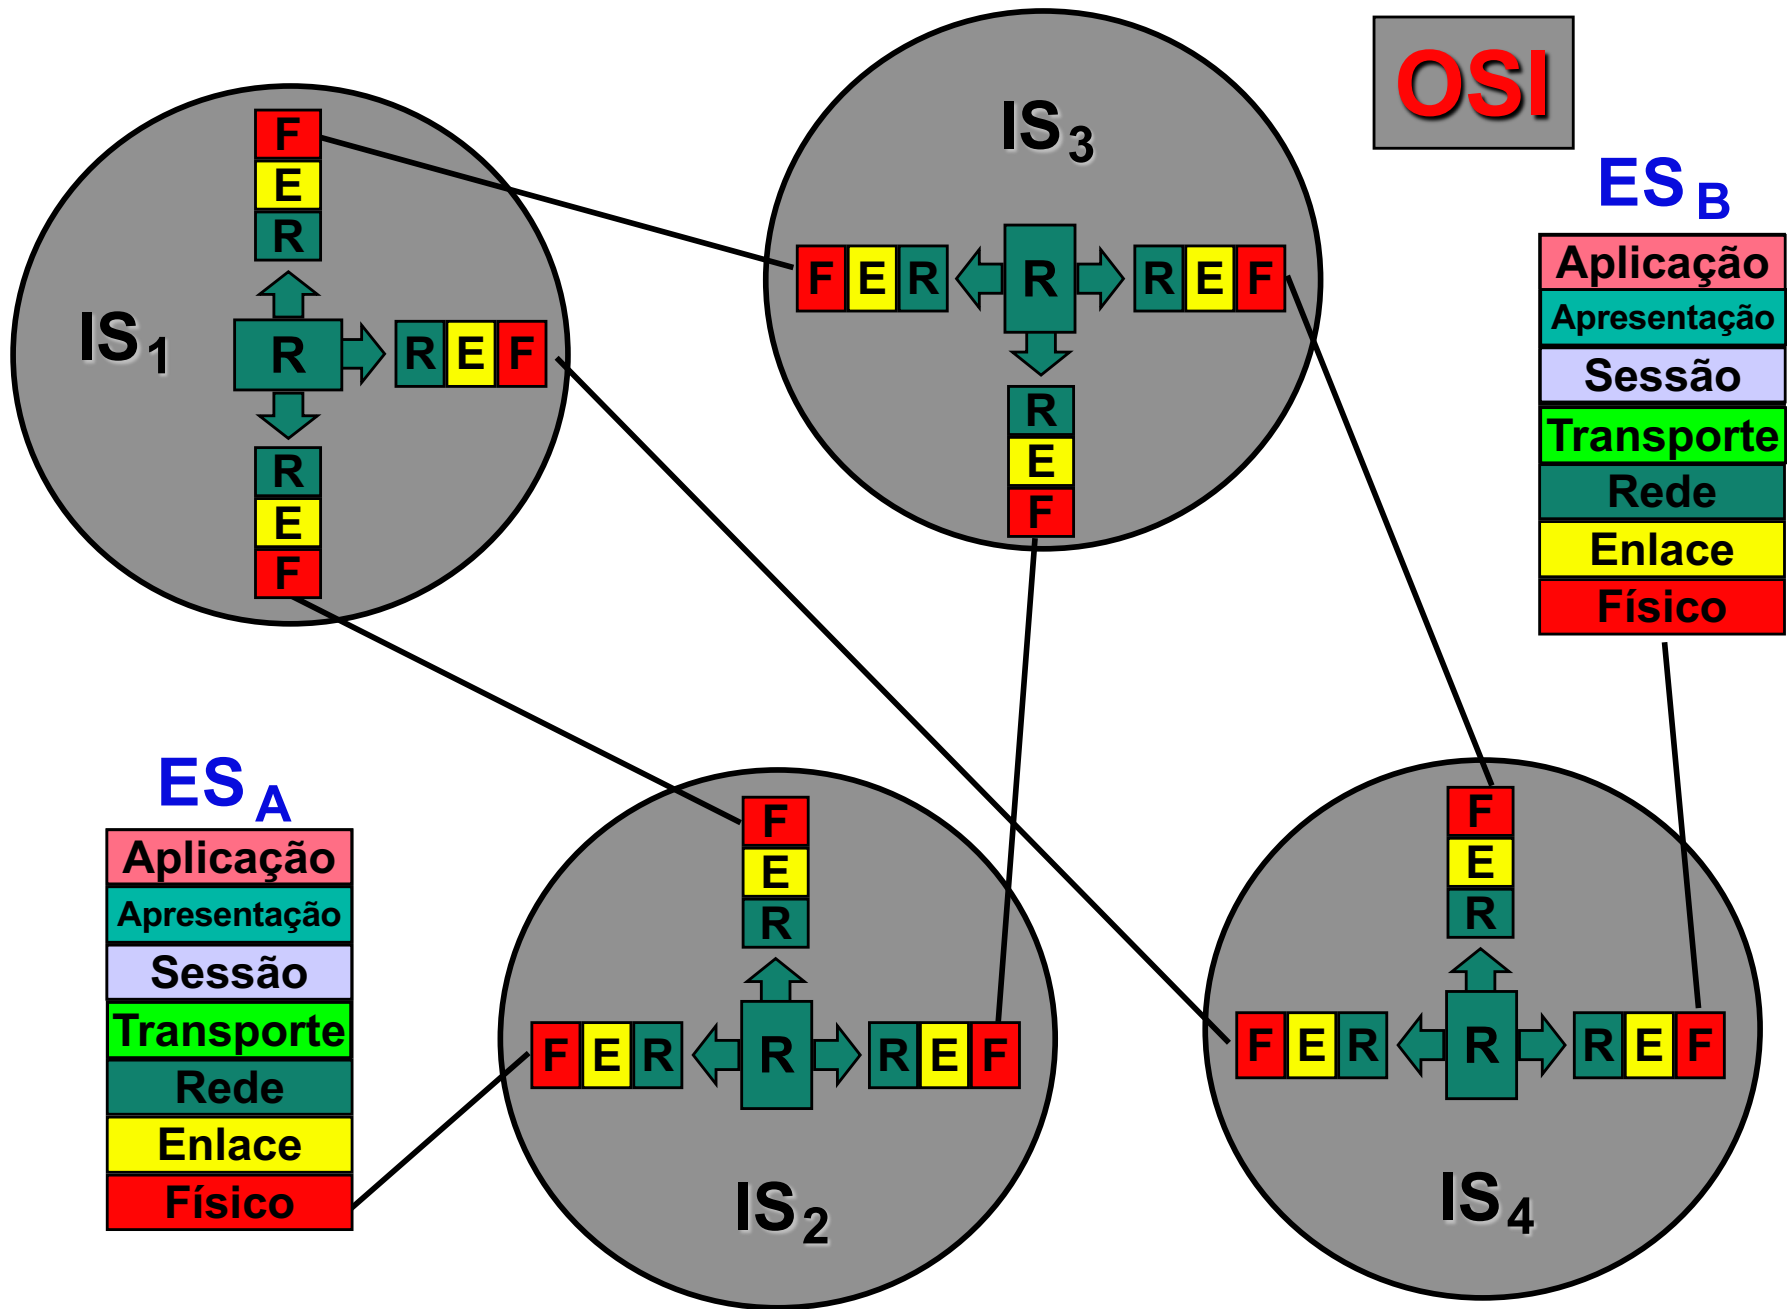 OSI
IS1
F
E
R
R
R E F
R
E
F
IS3
F E R
R
R E F
R
E
F
ES B
Aplicação
Apresentação
Sessão
Transporte
Rede
Enlace
Físico
ES A
Aplicação
Apresentação
Sessão
Transporte
Rede
Enlace
Físico
F
E
R
F E R
R
R E F
IS2
F
E
R
F E R
R
R E F
IS4